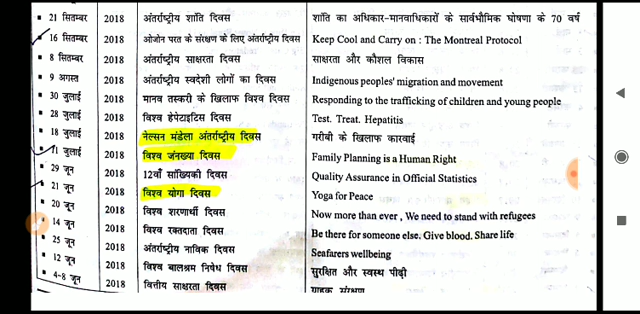 21 सितम्बर 2018 अंतर्राष्ट्रीय शांति दिवस शांति का अधिकार-मानवाधिकारों के सार्वभौमिक घोषणा के 70 वर्ष
16 सितम्बर 2018 ओजोन परत के संरक्षण के लिए अंतर्राष्ट्रीय दिवस Keep Cool and Carry on : The Montreal Protocol
8 सितम्बर 2018 अंतर्राष्ट्रीय साक्षरता दिवस साक्षरता और कौशल विकास
9 अगस्त 2018 अंतर्राष्ट्रीय स्वदेशी लोगों का दिवस Indigenous peoples' migration and movement
30 जुलाई 2018 मानव तस्करी के खिलाफ विश्व दिवस Responding to the trafficking of children and young people
28 जुलाई 2018 विश्व हेपेटाइटिस दिवस Test. Treat. Hepatitis
18 जुलाई 2018 नेल्सन मंडेला अंतर्राष्ट्रीय दिवस गरीबी के खिलाफ कारवाई
11 जुलाई 2018 विश्व जंनख्या दिवस Family Planning is a Human Right
29 जून 2018 12वाँ सांख्यिकी दिवस Quality Assurance in Official Statistics
21 जून 2018 विश्व योगा दिवस Yoga for Peace
20 जून 2018 विश्व शरणार्थी दिवस Now more than ever, We need to stand with refugees
14 जून 2018 विश्व रक्तदाता दिवस Be there for someone else. Give blood. Share life
25 जून 2018 अंतर्राष्ट्रीय नाविक दिवस Seafarers wellbeing
12 जून 2018 विश्व बालश्रम निषेध दिवस सुरक्षित और स्वस्थ पीढ़ी
4-8 जून 2018 वित्तीय साक्षरता दिवस ग्राहक संरक्षण